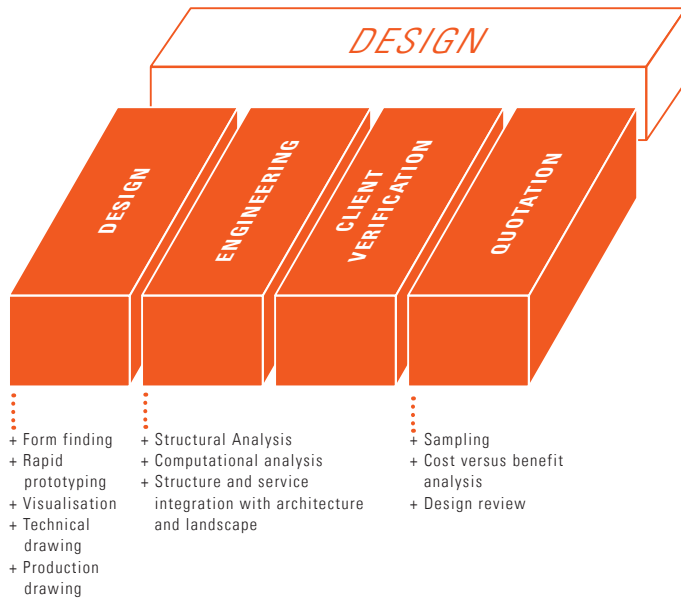 DESIGN
DESIGN
ENGINEERING
CLIENT
VERIFICATION
QUOTATION
+ Form finding
+ Rapid
prototyping
+ Visualisation
+ Technical
drawing
+ Production
drawing
+ Structural Analysis
+ Computational analysis
+ Structure and service
integration with architecture
and landscape
+ Sampling
+ Cost versus benefit
analysis
+ Design review